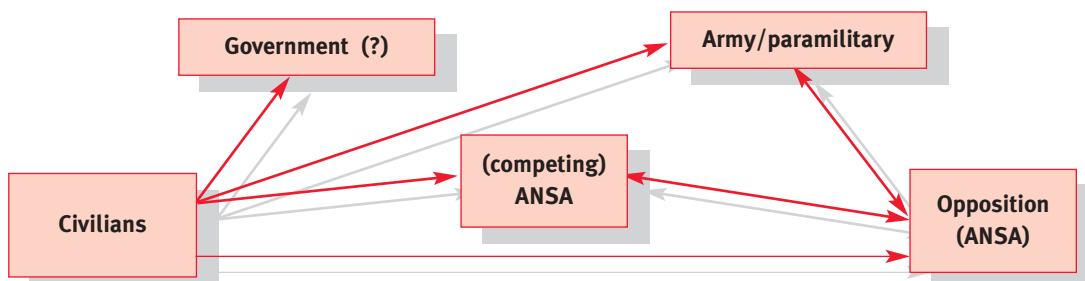 Government (?)
Army/paramilitary
(competing)
ANSA
Civilians
Opposition
(ANSA)